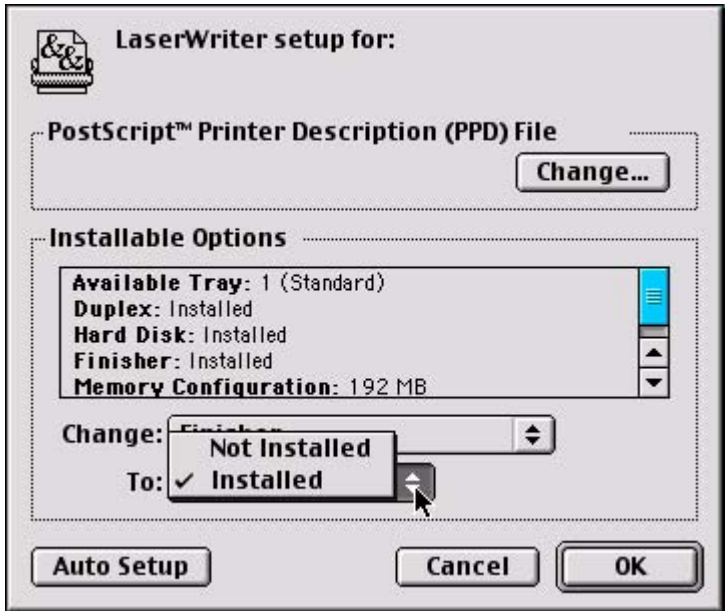 LaserWriter setup for:
PostScript™ Printer Description (PPD) File
Change...
Installable Options
Available Tray: 1 (Standard)
Duplex: Installed
Hard Disk: Installed
Finisher: Installed
Memory Configuration: 192 MB
Change: Finisher
Not Installed
To: ✓ Installed
Auto Setup
Cancel
OK